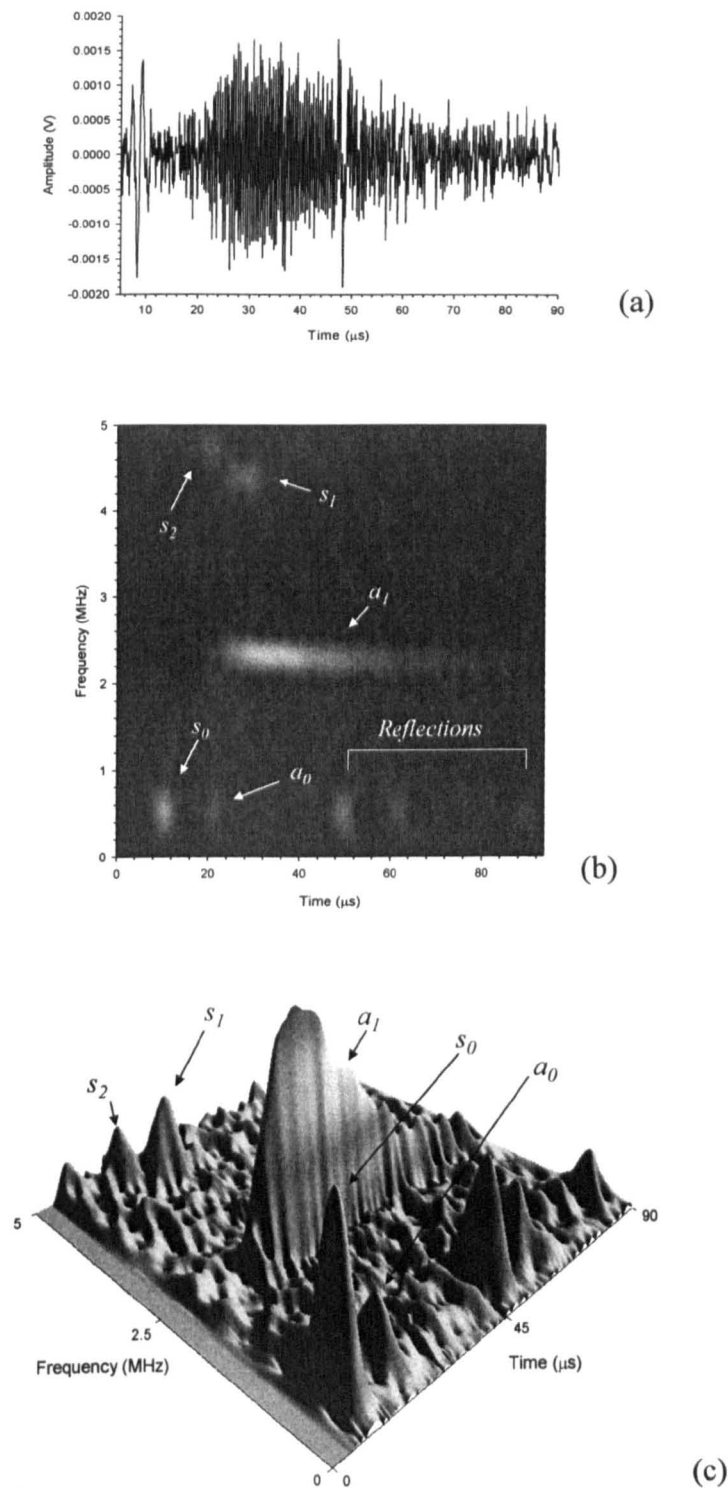 0.0020
0.0015
0.0010
0.0005
0.0000
-0.0005
-0.0010
-0.0015
-0.0020
Amplitude (V)
10 20 30 40 50 60 70 80 90
Time (μs)
(a)
5
4
3
2
1
0
Frequency (MHz)
s2
s1
a1
s0
a0
Reflections
0 20 40 60 80
Time (μs)
(b)
s1
a1
s0
a0
s2
5
90
2.5
45
Frequency (MHz)
Time (μs)
0 0
(c)